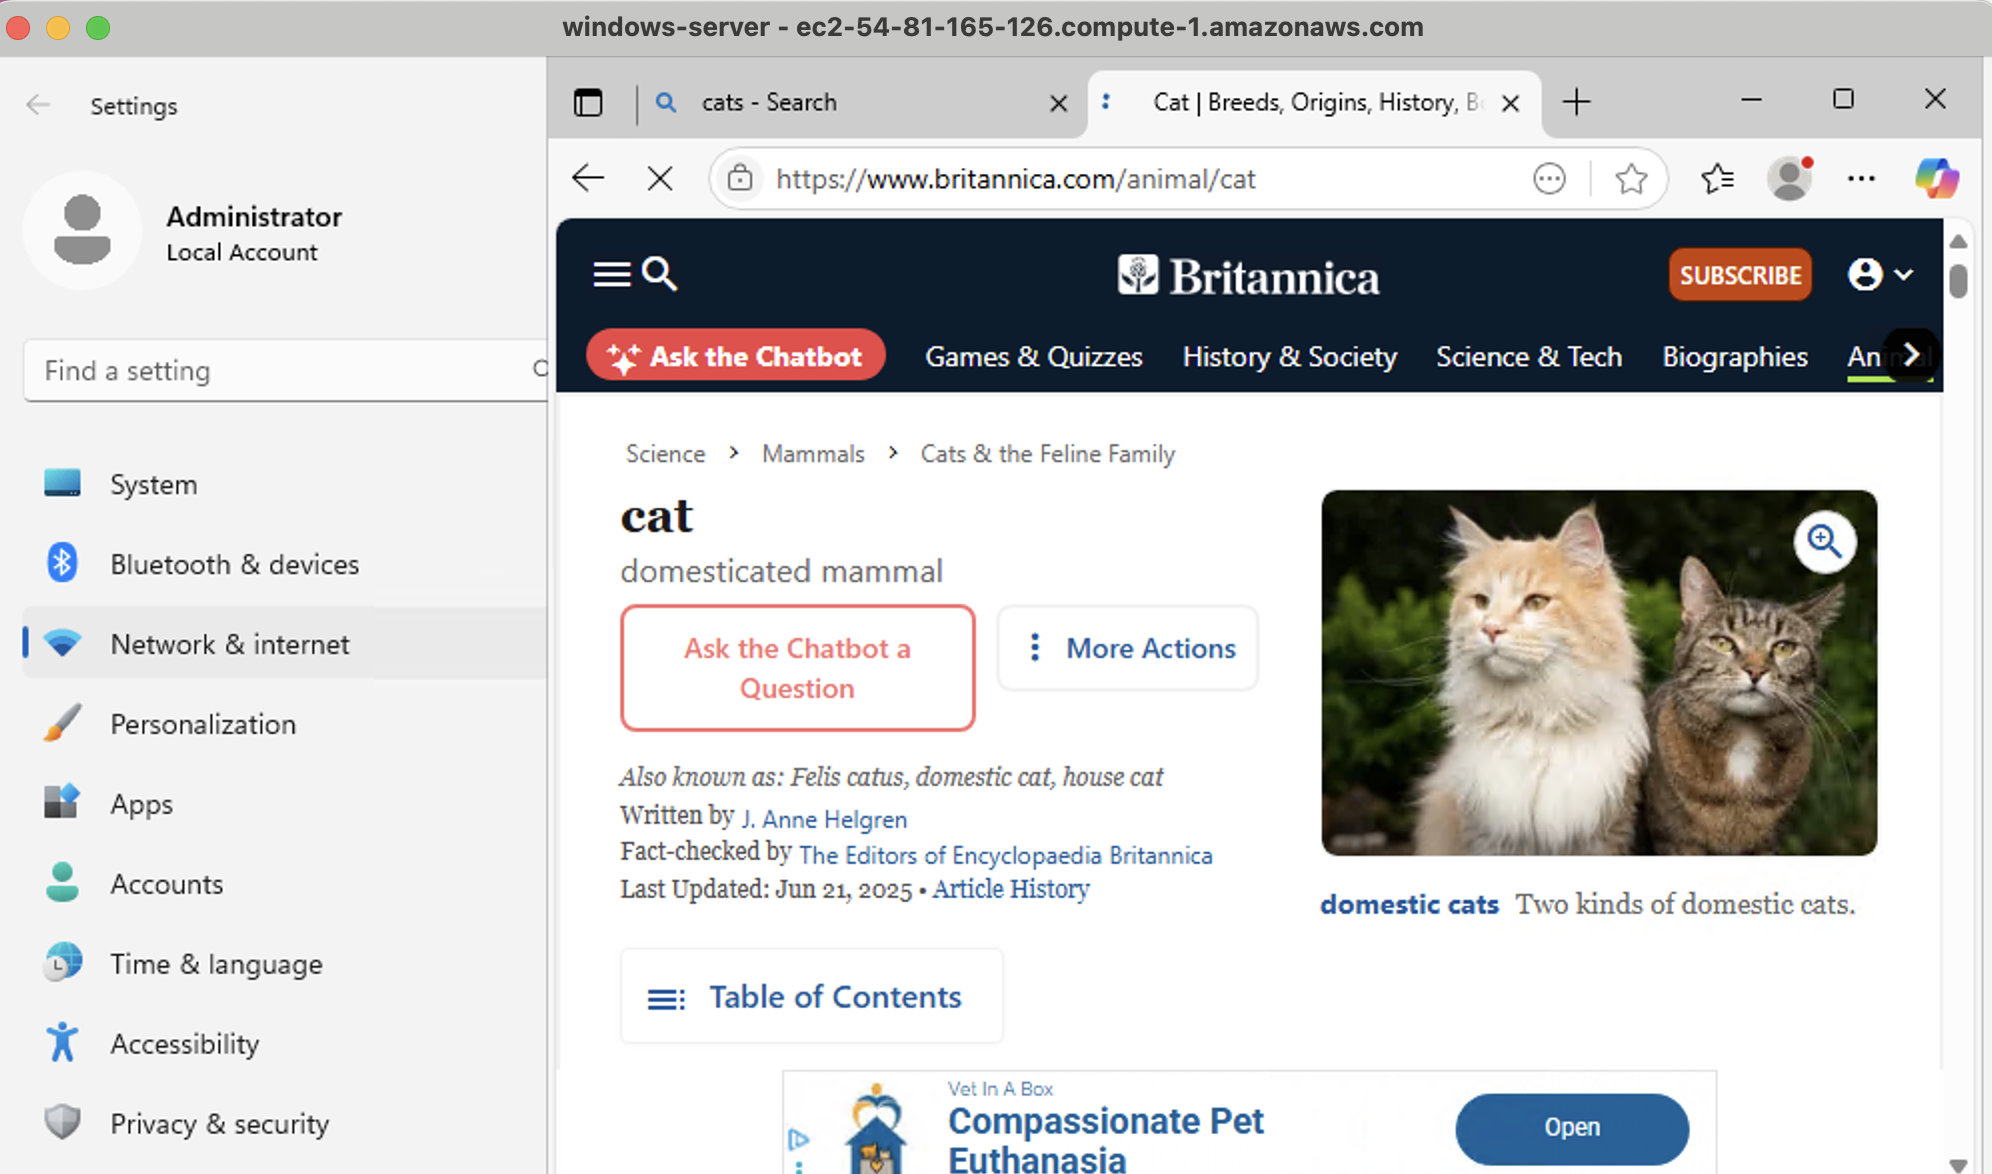 windows-server - ec2-54-81-165-126.compute-1.amazonaws.com
Settings
Administrator
Local Account
Find a setting
System
Bluetooth & devices
Network & internet
Personalization
Apps
Accounts
Time & language
Accessibility
Privacy & security
cats - Search
Cat | Breeds, Origins, History, B
https://www.britannica.com/animal/cat
Britannica
SUBSCRIBE
Ask the Chatbot
Games & Quizzes
History & Society
Science & Tech
Biographies
An
Science > Mammals > Cats & the Feline Family
cat
domesticated mammal
Ask the Chatbot a
Question
More Actions
Also known as: Felis catus, domestic cat, house cat
Written by J. Anne Helgren
Fact-checked by The Editors of Encyclopaedia Britannica
Last Updated: Jun 21, 2025 • Article History
Table of Contents
domestic cats Two kinds of domestic cats.
Vet In A Box
Compassionate Pet
Euthanasia
Open